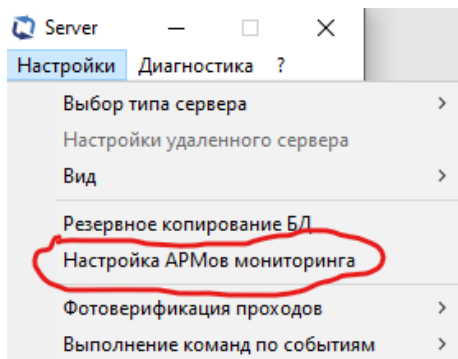 Server
Настройки Диагностика ?
Выбор типа сервера
Настройки удаленного сервера
Вид
Резервное копирование БД
Настройка АРМов мониторинга
Фотоверификация проходов
Выполнение команд по событиям